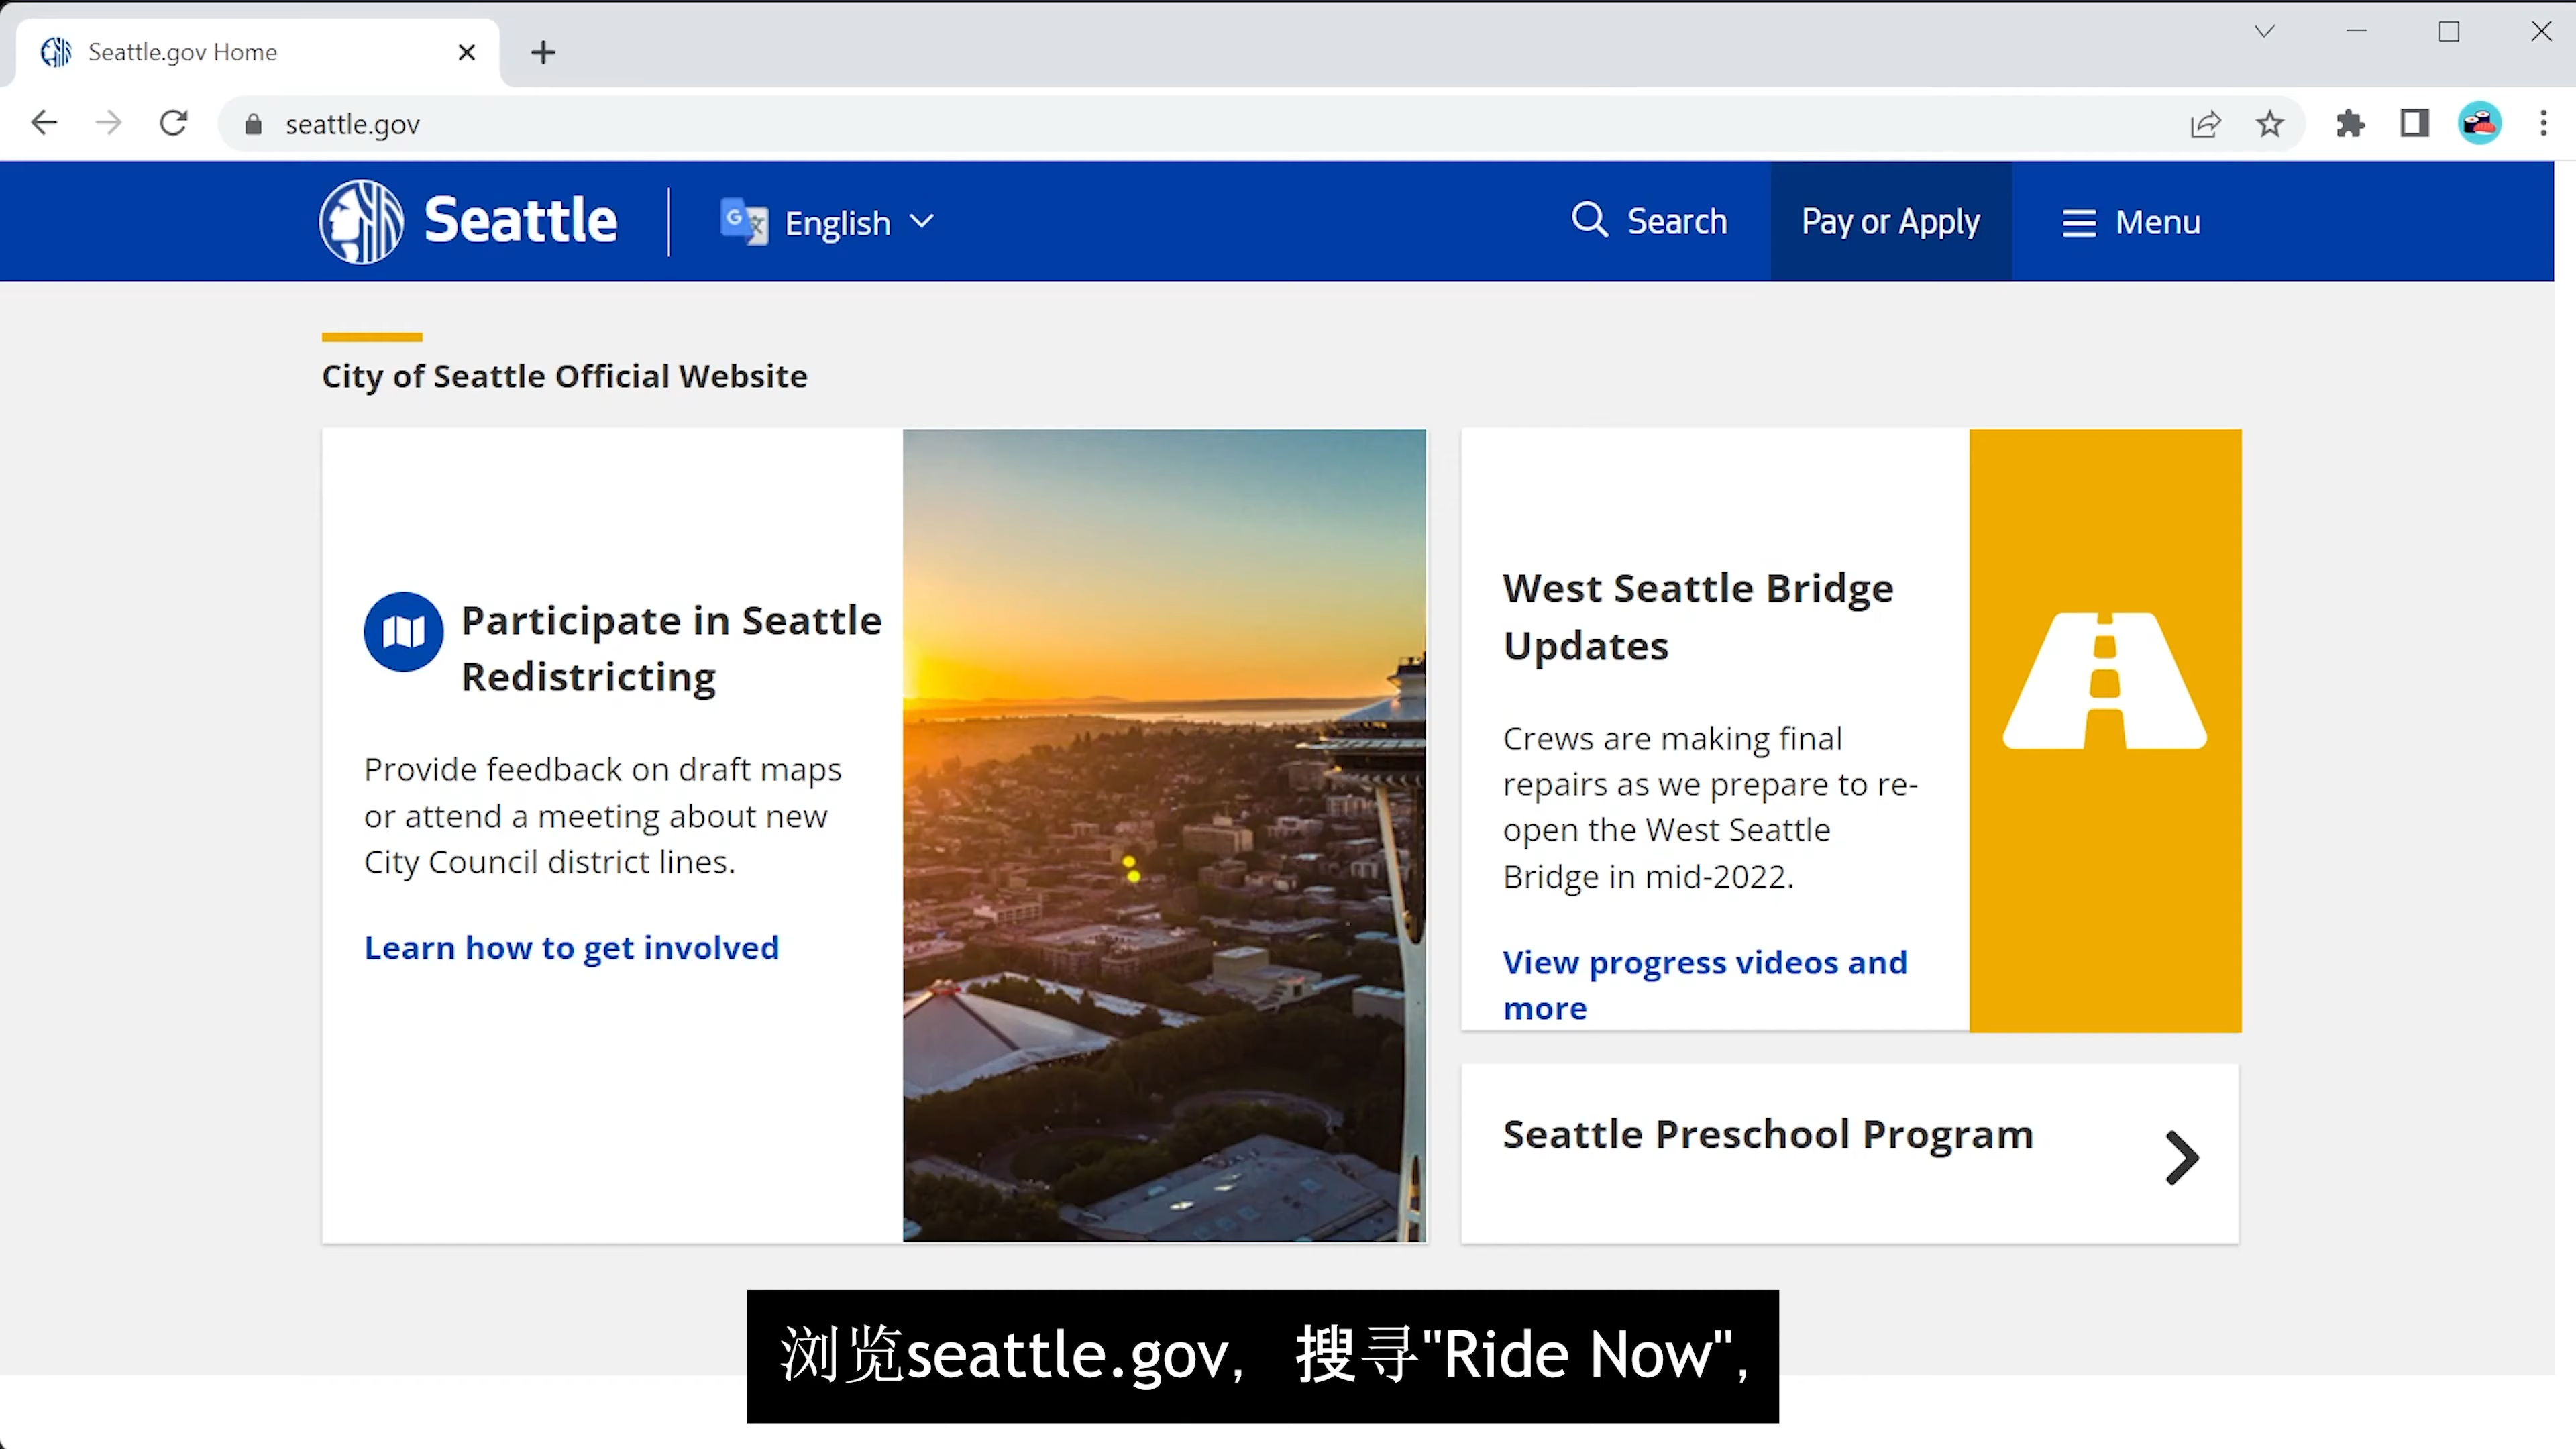 Seattle.gov Home
seattle.gov
Seattle
English
Search
Pay or Apply
Menu
City of Seattle Official Website
Participate in Seattle
Redistricting
Provide feedback on draft maps
or attend a meeting about new
City Council district lines.
Learn how to get involved
West Seattle Bridge
Updates
Crews are making final
repairs as we prepare to re-
open the West Seattle
Bridge in mid-2022.
View progress videos and
more
Seattle Preschool Program
浏览seattle.gov, 搜寻"Ride Now",